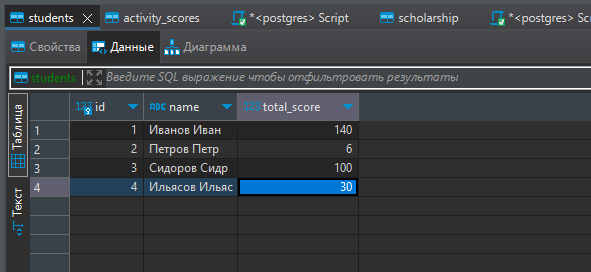 students activity_scores *<postgres> Script scholarship *<postgres> Script
Свойства Данные Диаграмма
students Введите SQL выражение чтобы отфильтровать результаты
Таблица
Текст
123 id ABC name 123 total_score
1 1 Иванов Иван 140
2 2 Петров Петр 6
3 3 Сидоров Сидр 100
4 4 Ильясов Ильяс 30